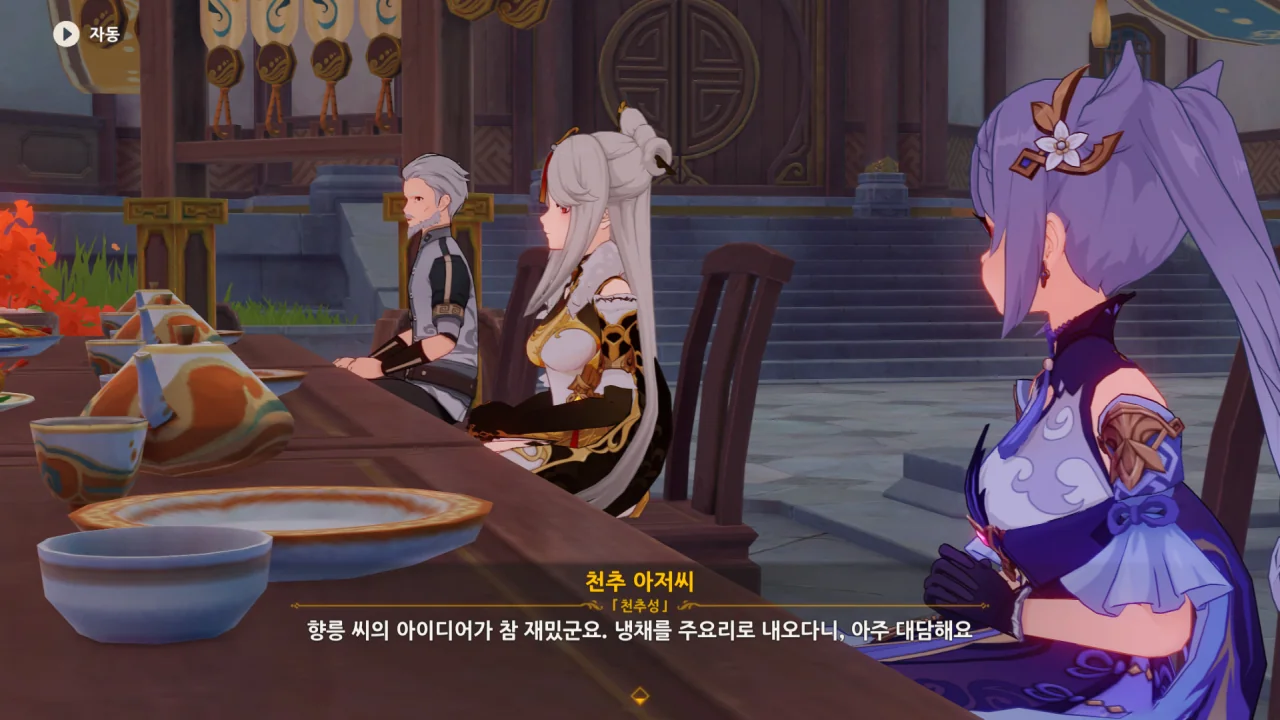 자동
천추 아저씨
「천추성」
향릉 씨의 아이디어가 참 재밌군요. 냉채를 주요리로 내오다니, 아주 대담해요